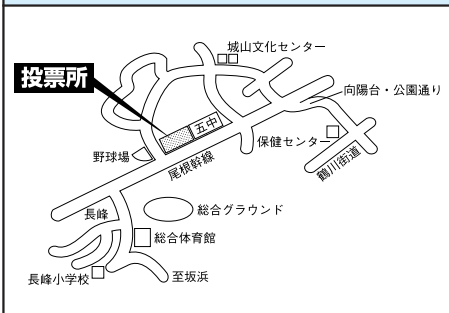 城山文化センター
投票所
向陽台・公園通り
五中
保健センター
野球場
尾根幹線
鶴川街道
長峰
総合グラウンド
総合体育館
長峰小学校
至坂浜